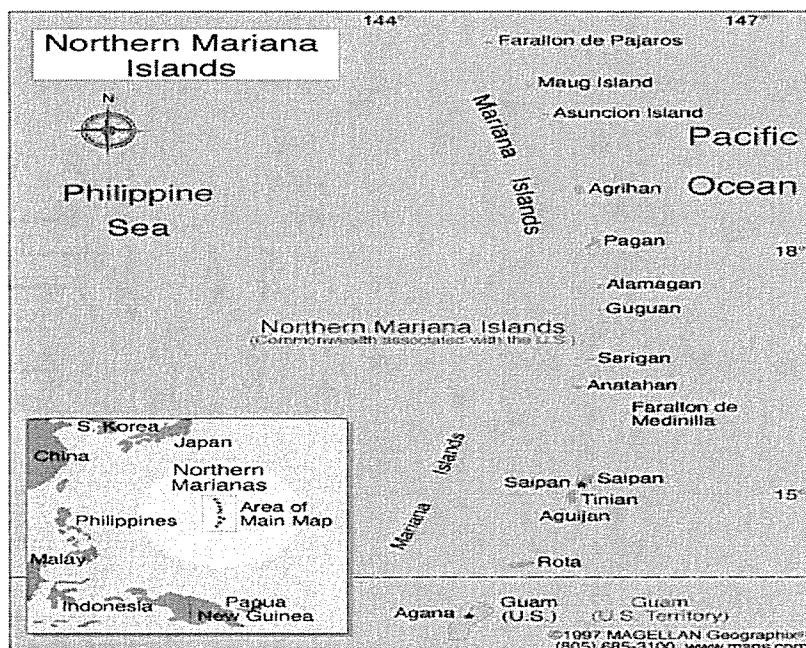 144°
147°
Northern Mariana
Islands
N
Philippine
Sea
Farallon de Pajaros
Maug Island
Asuncion Island
Mariana Islands
Pacific
Ocean
Agrihan
Pagan
18°
Alamagan
Guguan
Northern Mariana Islands
(Commonwealth associated with the U.S.)
Sarigan
Anatahan
Farallon de
Medinilla
Mariana Islands
Saipan
Saipan
15°
Tinian
Aguijan
Rota
Agana
Guam
(U.S.)
Guam
(U.S. Territory)
©1997 MAGELLAN Geographix
(805) 685-3100 www.maps.com
S. Korea
Japan
China
Northern
Marianas
Area of
Main Map
Philippines
Malay
Indonesia
Papua
New Guinea